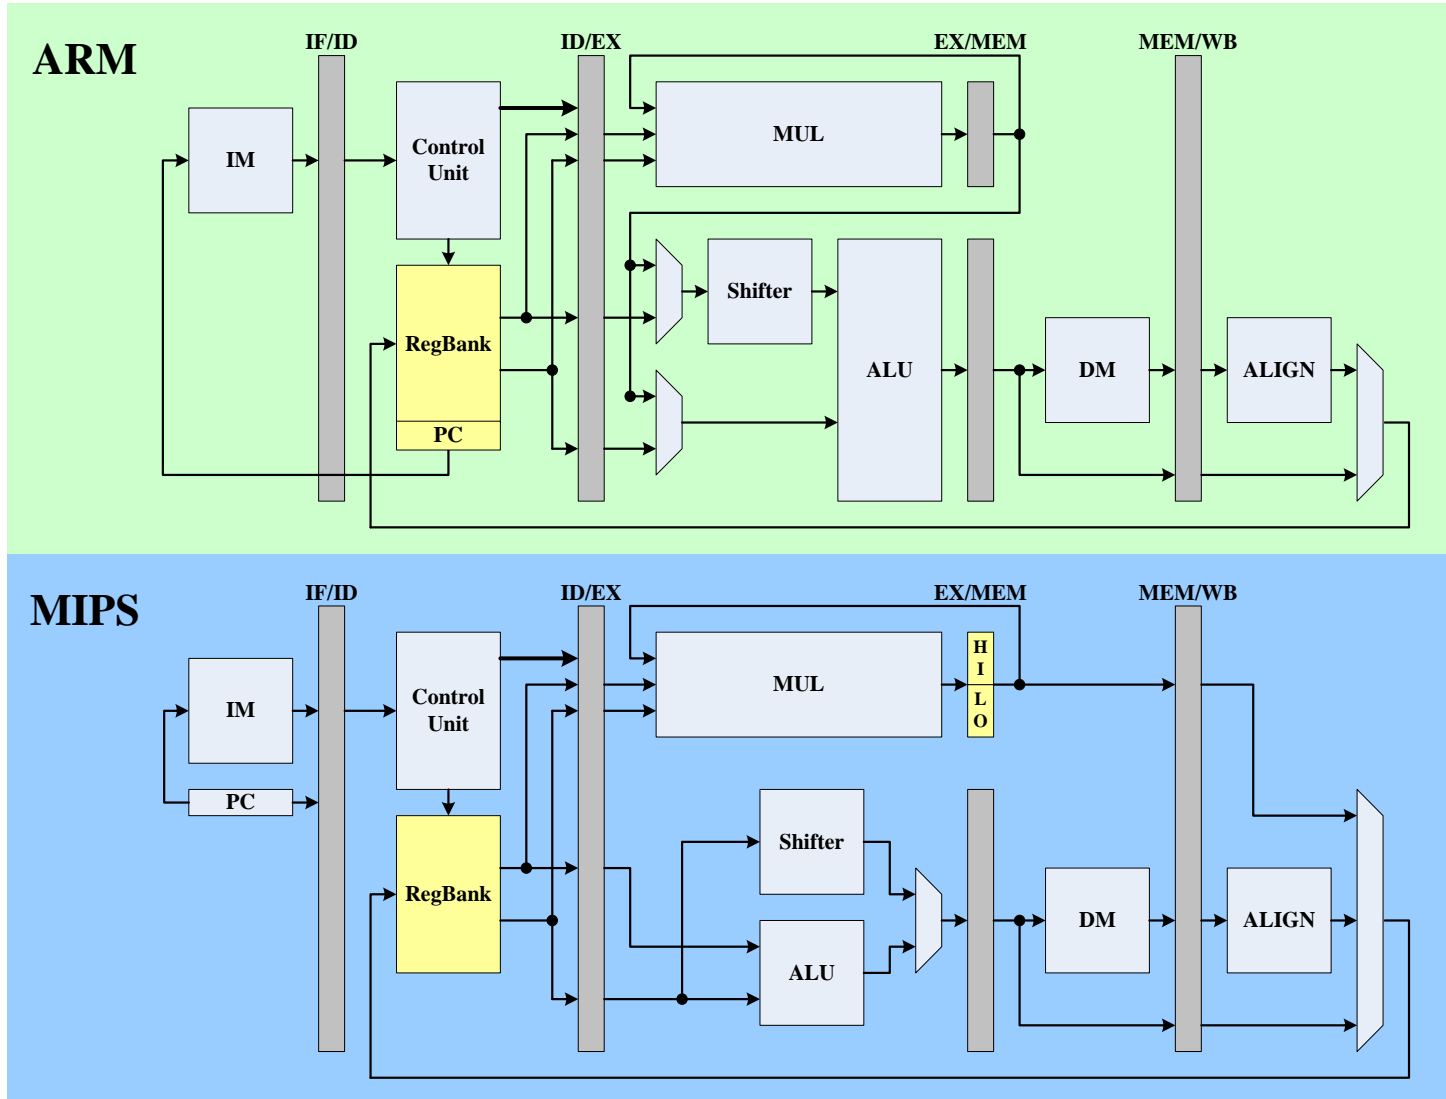 ARM
IF/ID
ID/EX
EX/MEM
MEM/WB
IM
Control
Unit
MUL
RegBank
PC
Shifter
ALU
DM
ALIGN
MIPS
IF/ID
ID/EX
EX/MEM
MEM/WB
IM
PC
Control
Unit
MUL
H
I
L
O
RegBank
Shifter
ALU
DM
ALIGN